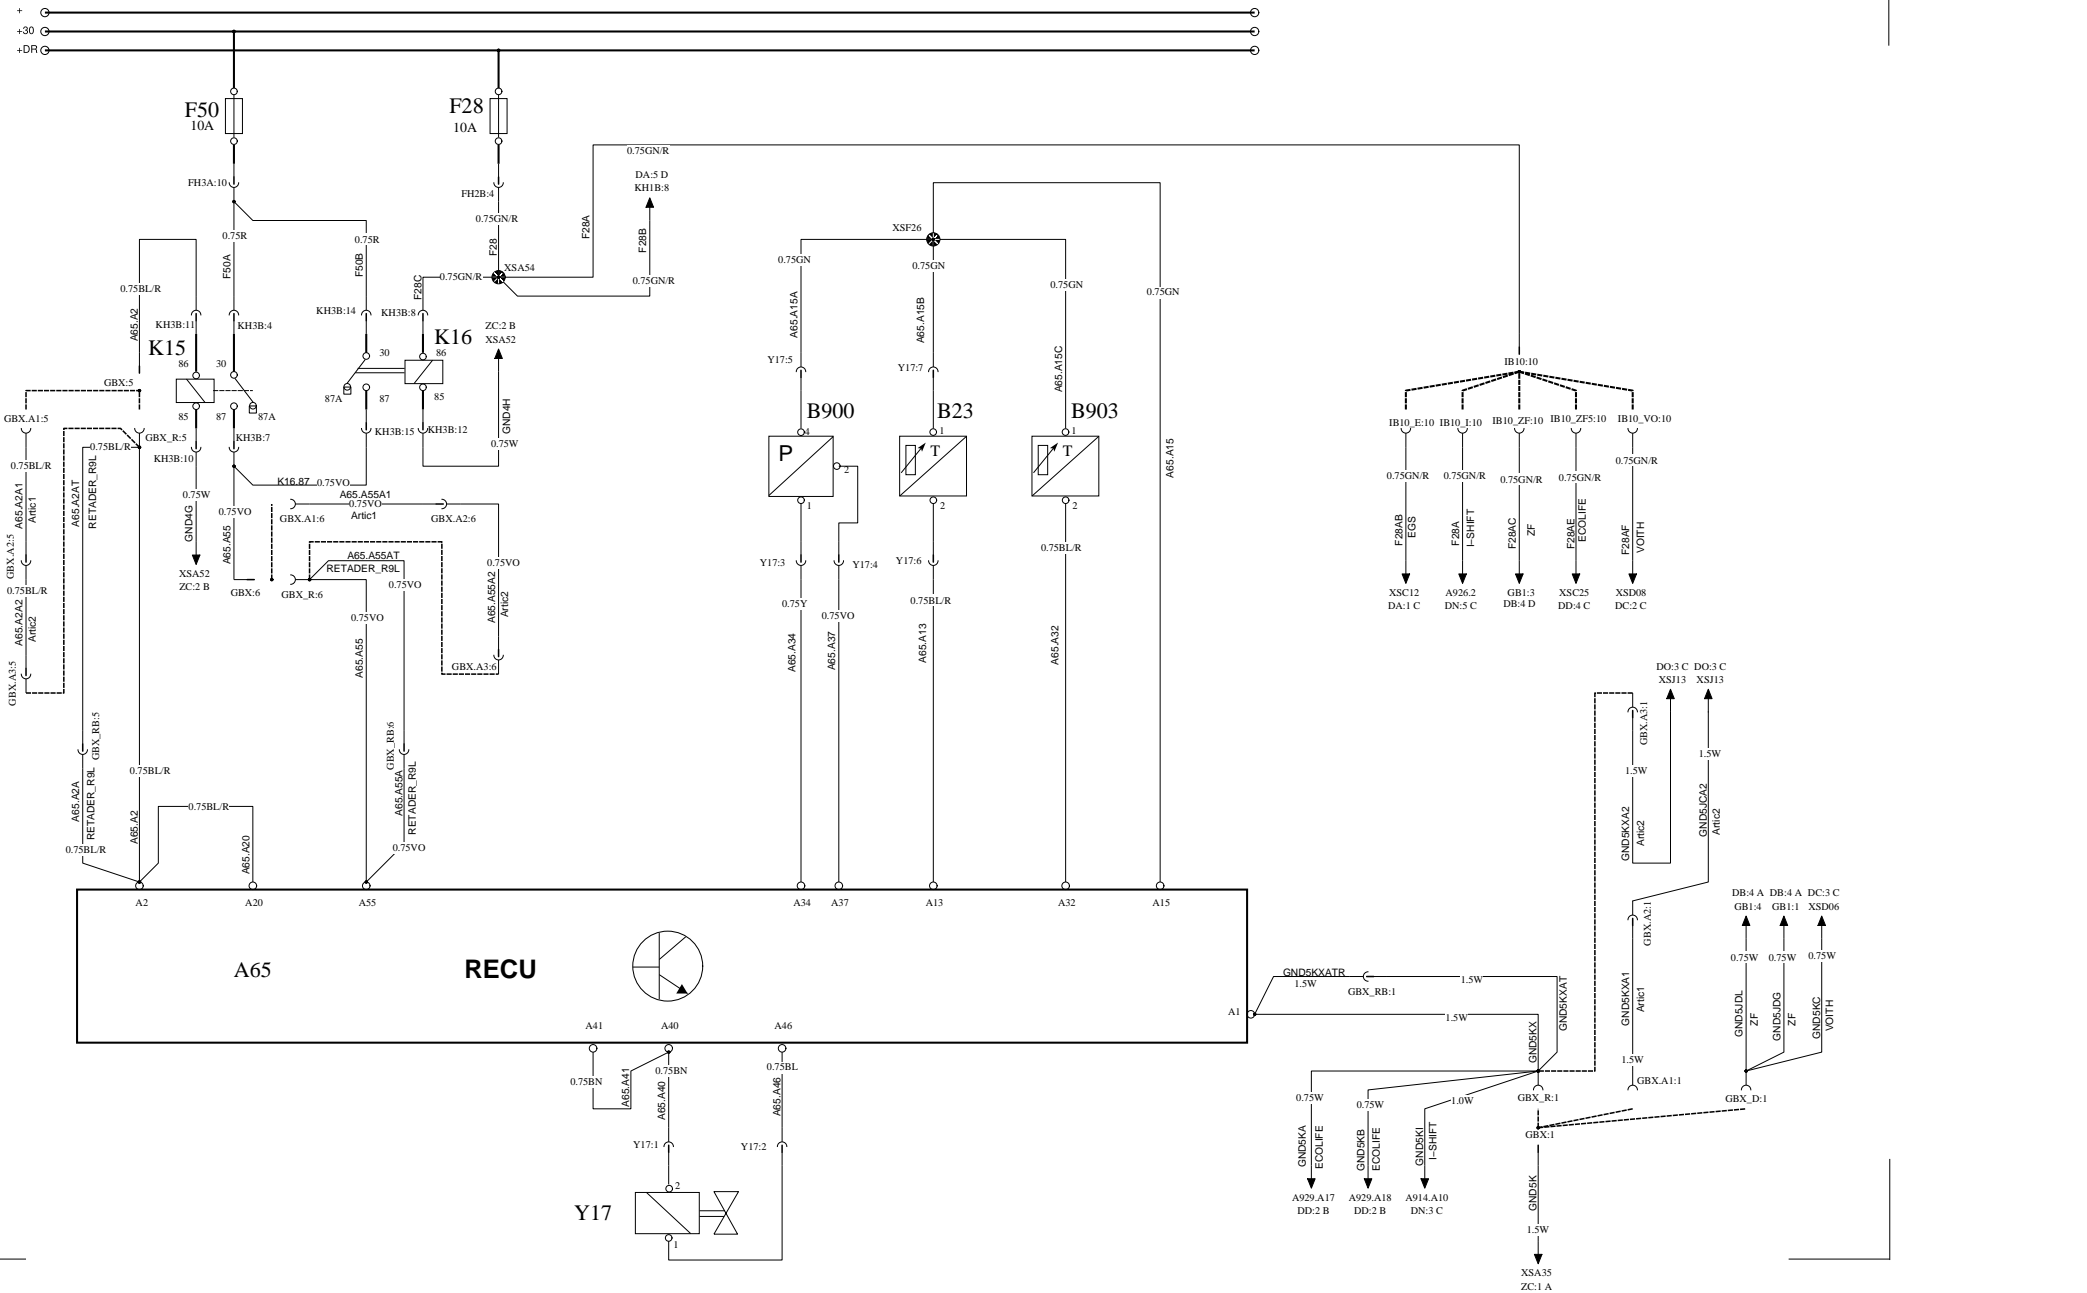 +
+30
+DR
F50
10A
F28
10A
0.75GN/R
DA:5 D
KH1B:8
FH3A:10
FH2B:4
0.75GN/R
F28A
F28B
F28
0.75R
F50A
0.75R
F50B
XSF26
XSA54
0.75GN/R
F28C
0.75GN/R
0.75GN
0.75GN
0.75GN
0.75GN
0.75BL/R
A65.A2
KH3B:11
KH3B:4
KH3B:14
KH3B:8
K15
K16
ZC:2 B
XSA52
86
30
30
86
A65.A15A
A65.A15B
A65.A15C
Y17:5
Y17:7
IB10:10
GBX:5
85
87
87A
87A
87
85
GND4H
B900
B23
B903
GBX.A1:5
IB10_E:10
IB10_I:10
IB10_ZF:10
IB10_ZF5:10
IB10_VO:10
GBX_R:5
KH3B:7
KH3B:15
KH3B:12
0.75BL/R
KH3B:10
0.75W
4
1
1
P
T
T
2
A65.A15
0.75BL/R
A65.A2A1
Artic1
A65.A2AT
RETADER_R9L
0.75W
GND4G
K16.87
0.75VO
A65.A55A1
0.75VO
Artic1
GBX.A1:6
GBX.A2:6
0.75VO
A65.A55
1
2
2
0.75GN/R
0.75GN/R
0.75GN/R
0.75GN/R
0.75GN/R
F28AB
EGS
F28A
I-SHIFT
F28AC
ZF
F28AE
ECOLIFE
F28AF
VOITH
GBX.A2:5
XSA52
ZC:2 B
A65.A55AT
RETADER_R9L
0.75VO
GBX:6
GBX_R:6
0.75VO
0.75VO
Y17:3
Y17:4
Y17:6
0.75BL/R
XSC12
DA:1 C
A926.2
DN:5 C
GB1:3
DB:4 D
XSC25
DD:4 C
XSD08
DC:2 C
0.75BL/R
A65.A2A2
Artic2
A65.A55A2
Artic2
0.75Y
0.75VO
0.75BL/R
A65.A55
A65.A34
A65.A37
A65.A13
A65.A32
GBX.A3:5
GBX.A3:6
DO:3 C
XSJ13
DO:3 C
XSJ13
GBX_RB:5
GBX_RB:6
GBX.A3:1
0.75BL/R
1.5W
1.5W
A65.A2A
RETADER_R9L
A65.A2
0.75BL/R
A65.A55A
RETADER_R9L
GND5KXA2
Artic2
GND5JCA2
Artic2
0.75BL/R
A65.A20
0.75VO
A2
A20
A55
A34
A37
A13
A32
A15
DB:4 A
GB1:4
DB:4 A
GB1:1
DC:3 C
XSD06
GBX.A2:1
A65
RECU
GND5KXATR
1.5W
GBX_RB:1
1.5W
GND5KXAT
0.75W
0.75W
0.75W
A1
1.5W
GND5KX
GND5KXA1
Artic1
GND5JDL
ZF
GND5JDG
ZF
GND5KC
VOITH
A41
A40
A46
0.75BN
A65.A41
0.75BN
A65.A40
0.75BL
A65.A46
1.5W
GBX.A1:1
0.75W
0.75W
1.0W
GBX_R:1
GBX_D:1
GBX:1
GND5KA
ECOLIFE
GND5KB
ECOLIFE
GND5KI
I-SHIFT
GND5K
Y17:1
Y17:2
2
Y17
1
A929.A17
DD:2 B
A929.A18
DD:2 B
A914.A10
DN:3 C
1.5W
XSA35
ZC:1 A